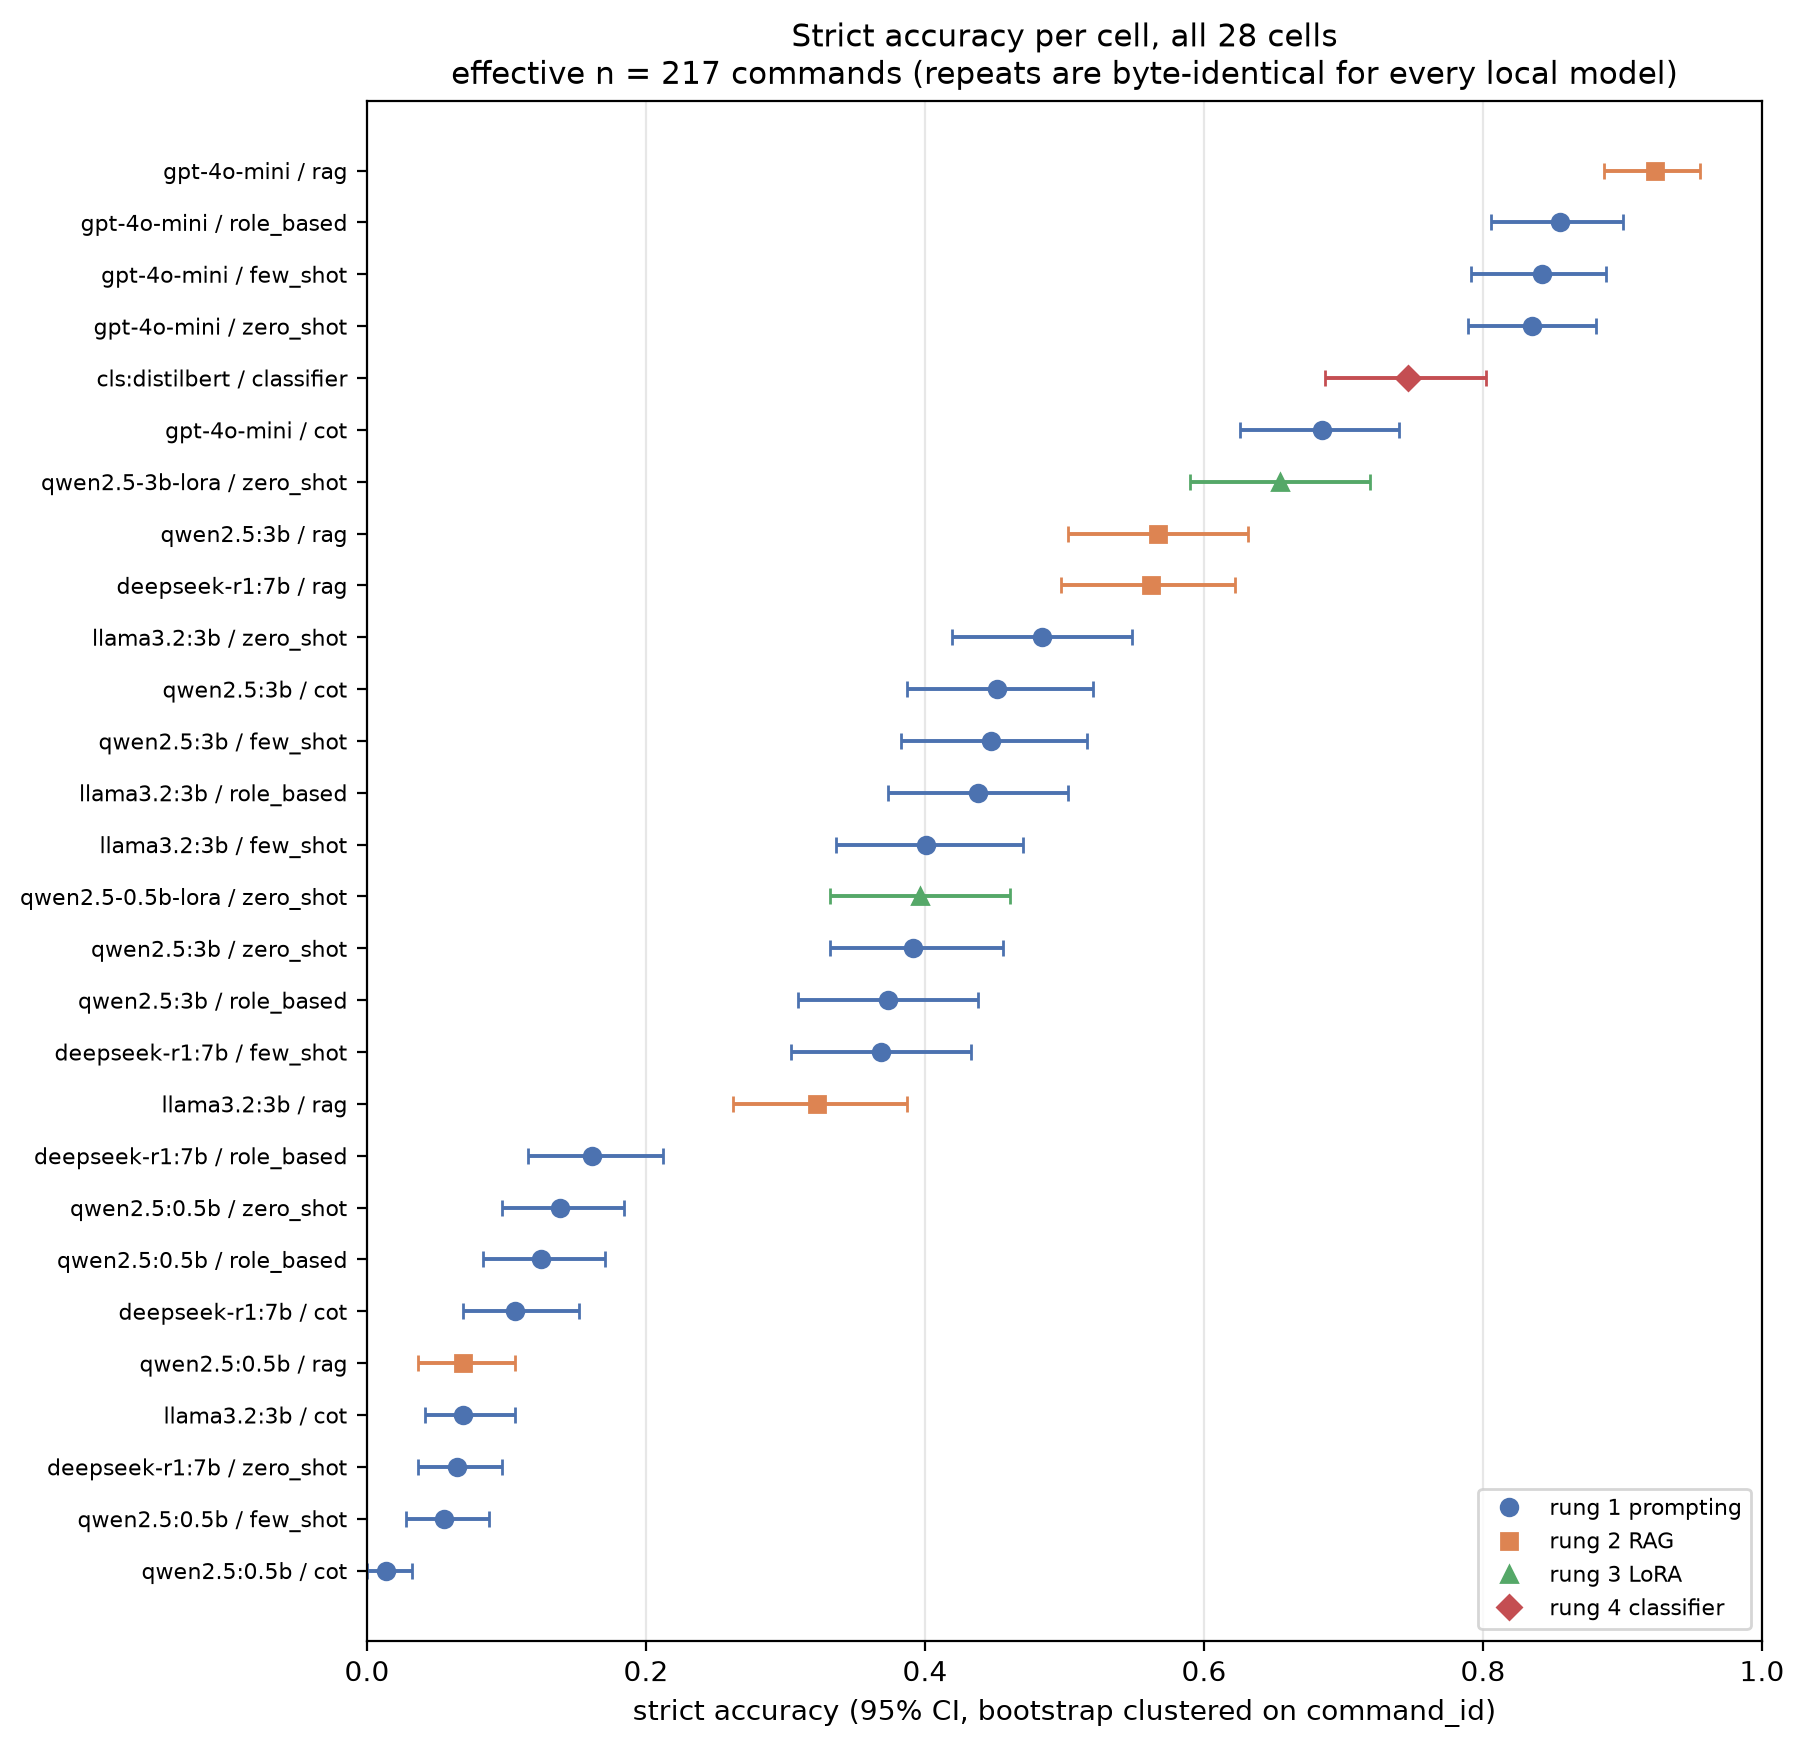 Strict accuracy per cell, all 28 cells
effective n = 217 commands (repeats are byte-identical for every local model)
gpt-4o-mini / rag
gpt-4o-mini / role_based
gpt-4o-mini / few_shot
gpt-4o-mini / zero_shot
cls:distilbert / classifier
gpt-4o-mini / cot
qwen2.5-3b-lora / zero_shot
qwen2.5:3b / rag
deepseek-r1:7b / rag
llama3.2:3b / zero_shot
qwen2.5:3b / cot
qwen2.5:3b / few_shot
llama3.2:3b / role_based
llama3.2:3b / few_shot
qwen2.5-0.5b-lora / zero_shot
qwen2.5:3b / zero_shot
qwen2.5:3b / role_based
deepseek-r1:7b / few_shot
llama3.2:3b / rag
deepseek-r1:7b / role_based
qwen2.5:0.5b / zero_shot
qwen2.5:0.5b / role_based
deepseek-r1:7b / cot
qwen2.5:0.5b / rag
llama3.2:3b / cot
deepseek-r1:7b / zero_shot
qwen2.5:0.5b / few_shot
qwen2.5:0.5b / cot
rung 1 prompting
rung 2 RAG
rung 3 LoRA
rung 4 classifier
0.0 0.2 0.4 0.6 0.8 1.0
strict accuracy (95% CI, bootstrap clustered on command_id)